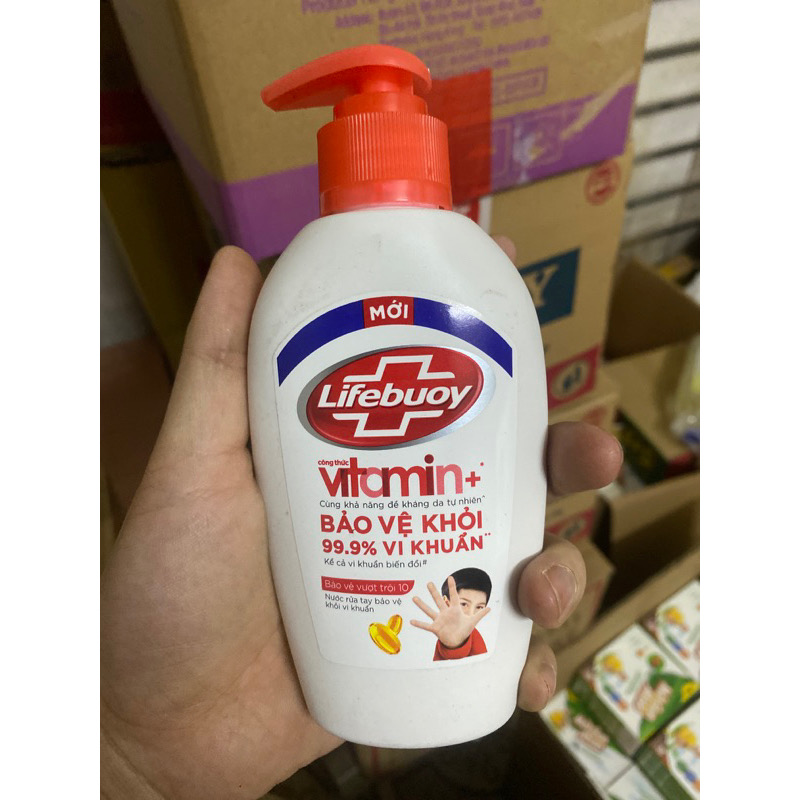 MỚI
Lifebuoy
công thức
vitamin+*
Cùng khả năng đề kháng da tự nhiên^
BẢO VỆ KHỎI
99.9% VI KHUẨN**
Kể cả vi khuẩn biến đổi#
Bảo vệ vượt trội 10
Nước rửa tay bảo vệ
khỏi vi khuẩn